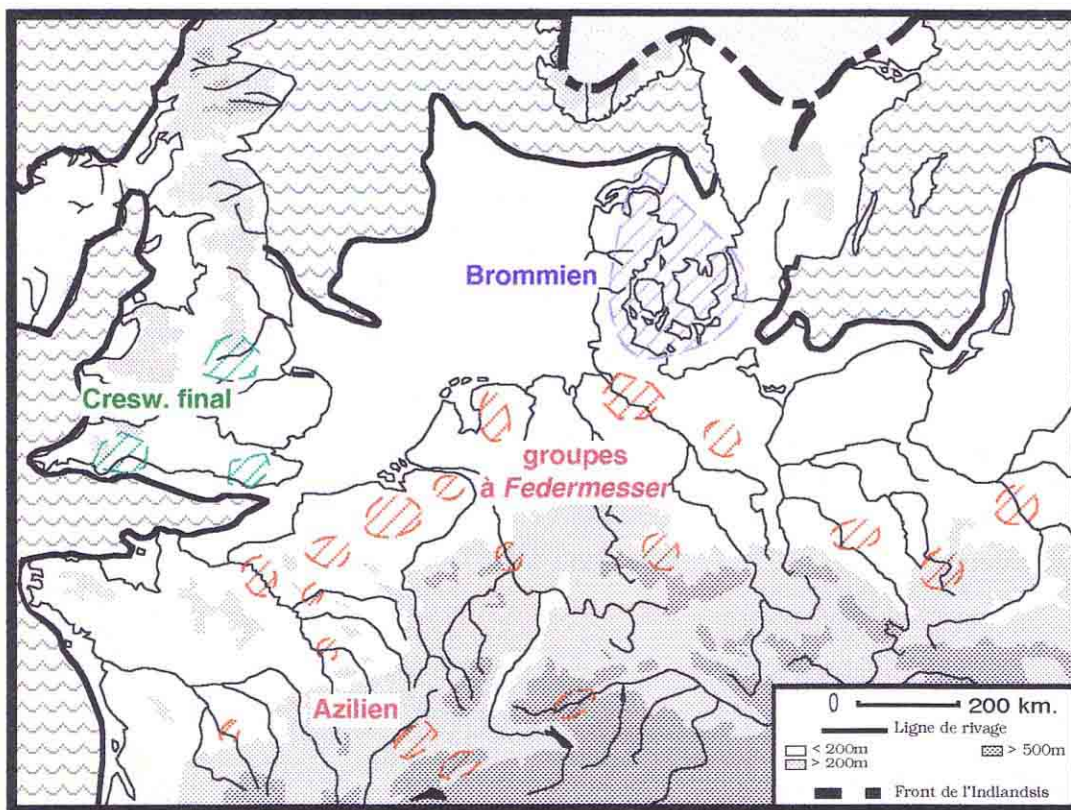 Brommien
Cresw. final
groupes
à Federmesser
Azilien
0 200 km.
Ligne de rivage
< 200m > 500m
> 200m
Front de l'Indlandsis